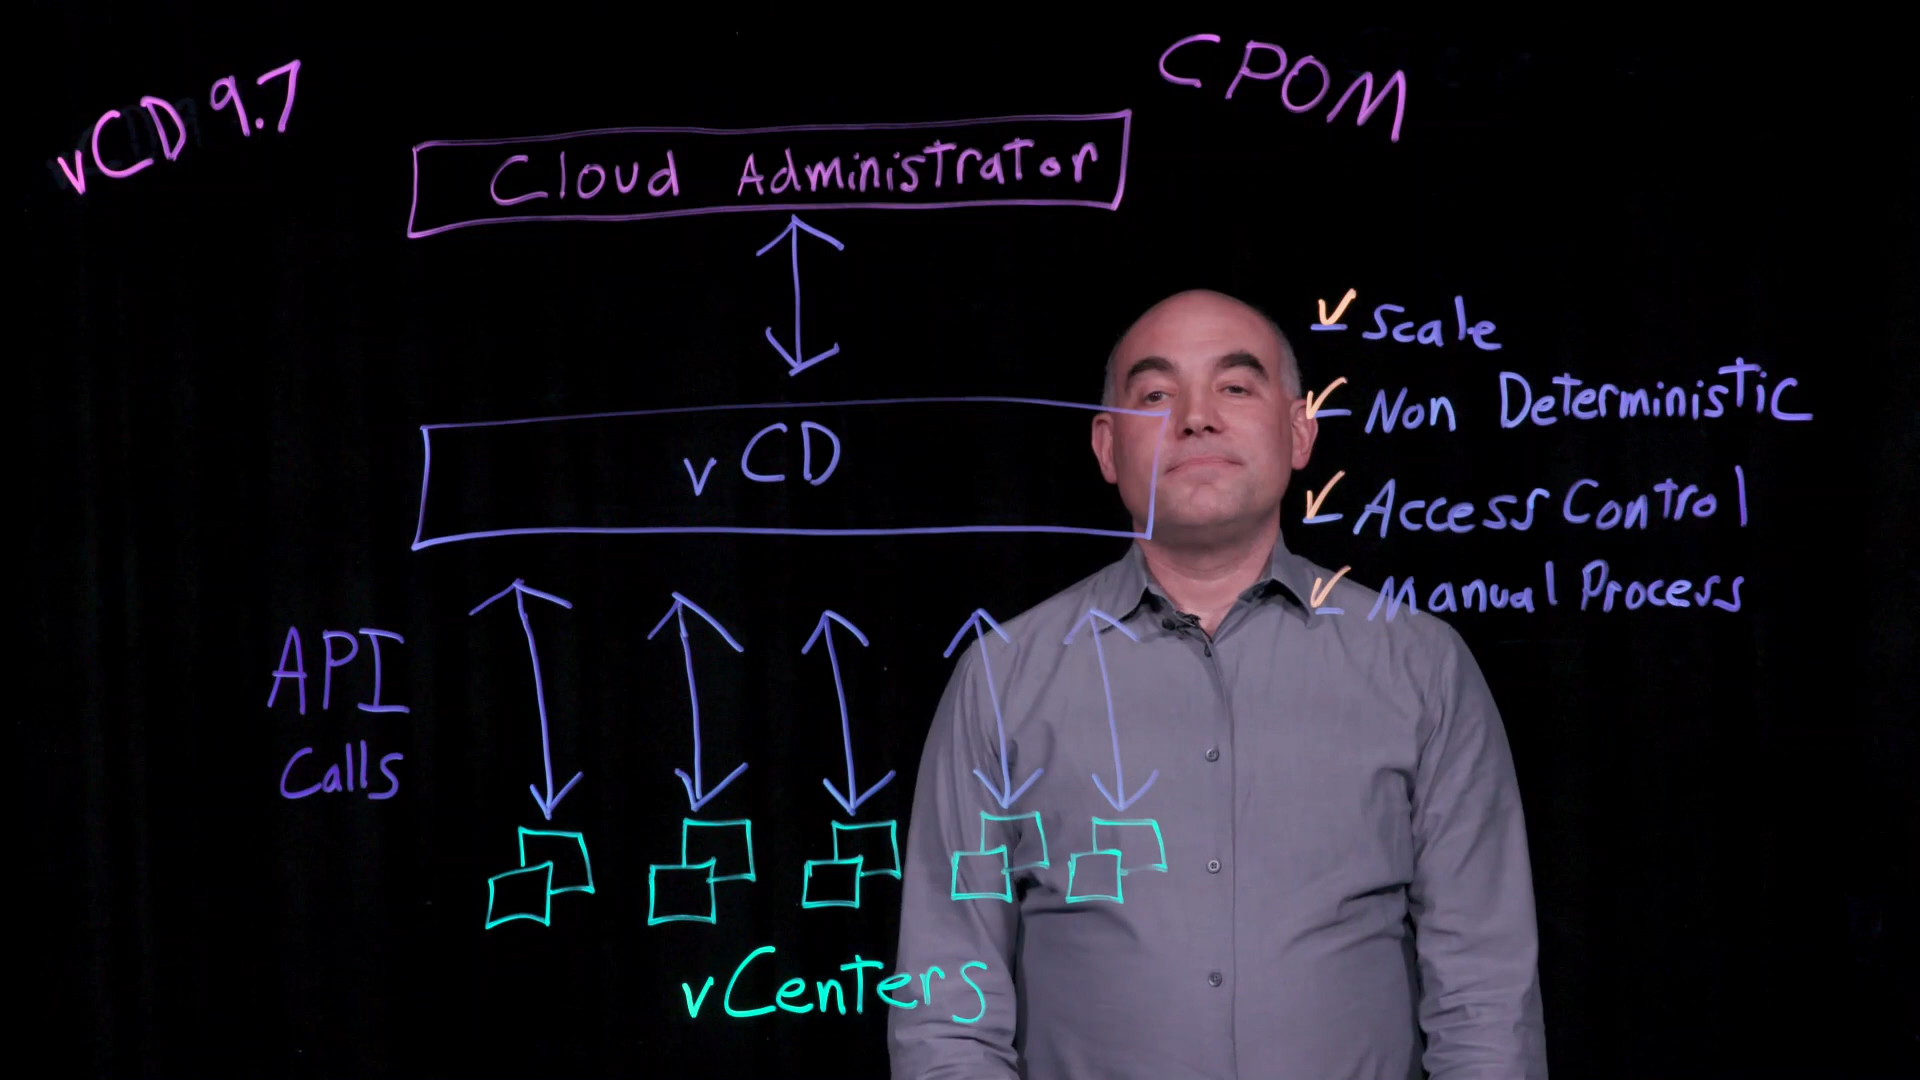 vCD 9.7
CPOM
Cloud Administrator
vCD
Scale
Non Deterministic
Access Control
Manual Process
API
Calls
vCenters